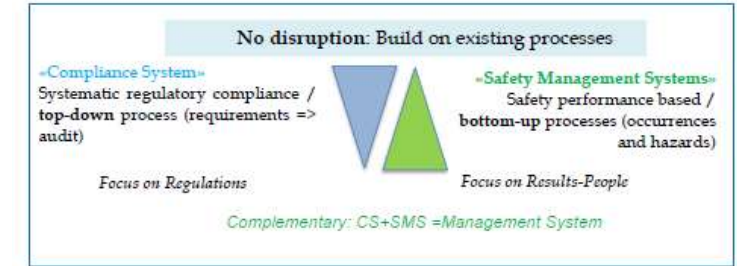 No disruption: Build on existing processes
«Compliance System»
Systematic regulatory compliance /
top-down process (requirements =>
audit)
Focus on Regulations
«Safety Management Systems»
Safety performance based /
bottom-up processes (occurrences
and hazards)
Focus on Results-People
Complementary: CS+SMS =Management System